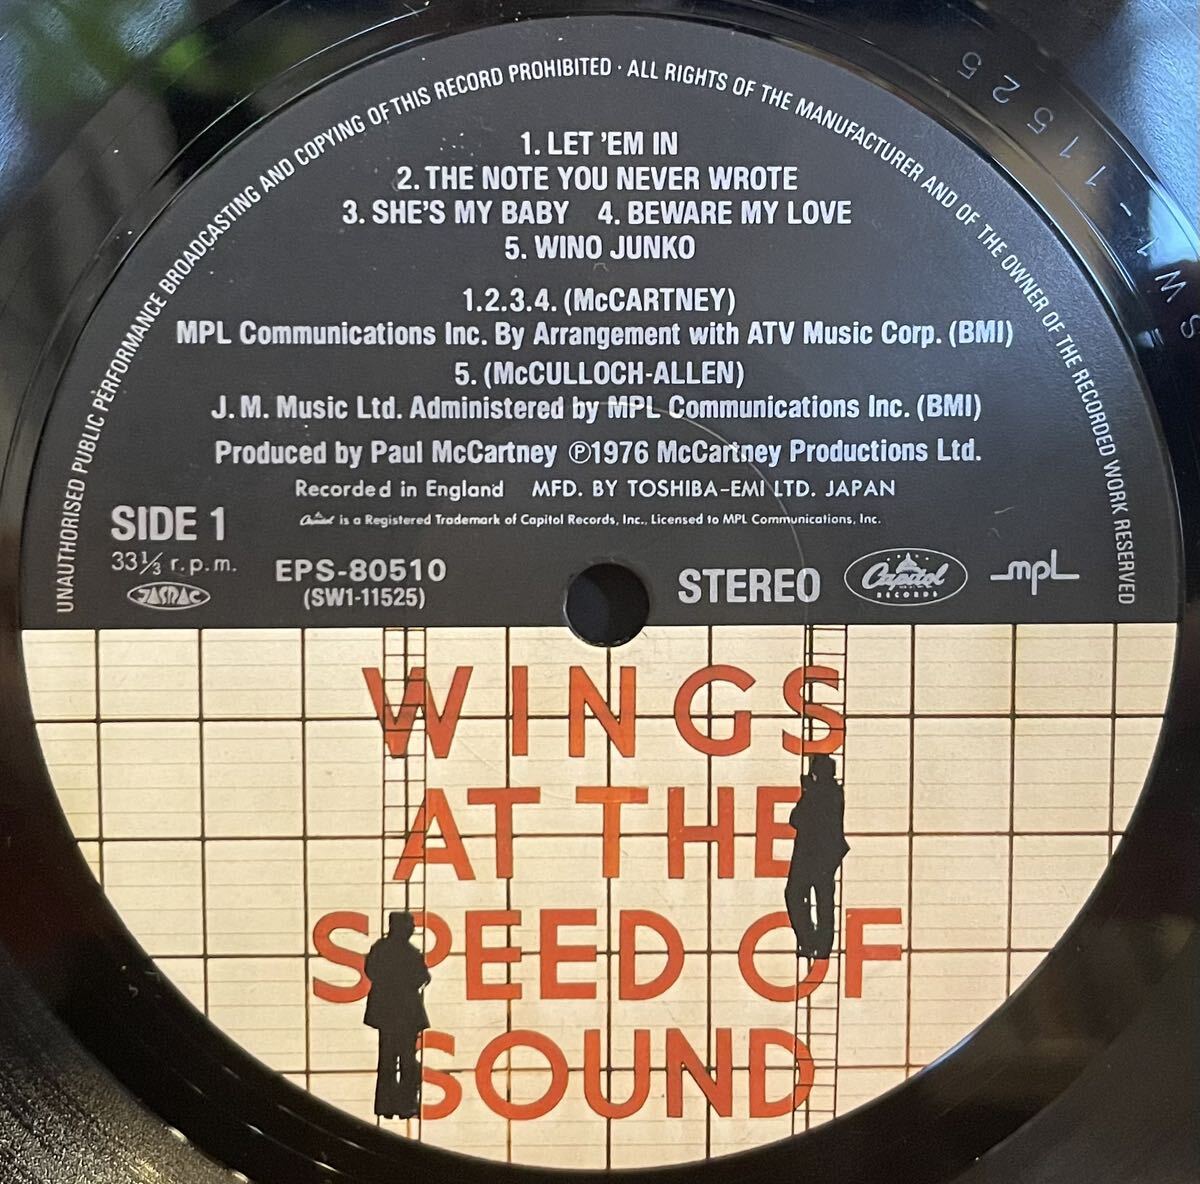 UNAUTHORISED PUBLIC PERFORMANCE BROADCASTING AND COPYING OF THIS RECORD PROHIBITED · ALL RIGHTS OF THE MANUFACTURER AND OF THE OWNER OF THE RECORDED WORK RESERVED
1. LET 'EM IN
2. THE NOTE YOU NEVER WROTE
3. SHE'S MY BABY 4. BEWARE MY LOVE
5. WINO JUNKO
1.2.3.4. (McCARTNEY)
MPL Communications Inc. By Arrangement with ATV Music Corp. (BMI)
5. (McCULLOCH-ALLEN)
J. M. Music Ltd. Administered by MPL Communications Inc. (BMI)
Produced by Paul McCartney ℗1976 McCartney Productions Ltd.
Recorded in England MFD. BY TOSHIBA-EMI LTD. JAPAN
Capitol is a Registered Trademark of Capitol Records, Inc., Licensed to MPL Communications, Inc.
SIDE 1
33⅓ r.p.m.
JASRAC
EPS-80510
(SW1-11525)
STEREO
Capitol
RECORDS
mpl
WINGS
AT THE
SPEED OF
SOUND
SW1-11525